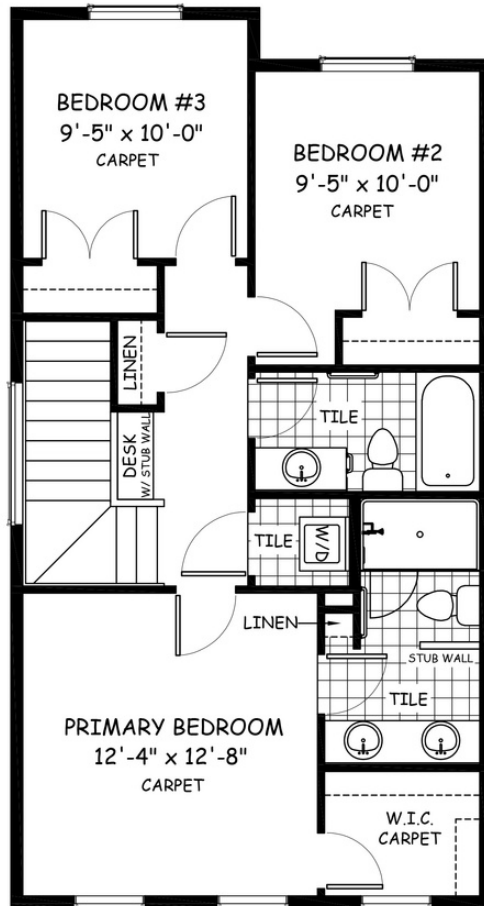 BEDROOM #3
9'-5" x 10'-0"
CARPET
BEDROOM #2
9'-5" x 10'-0"
CARPET
LINEN
DESK
W/ STUB WALL
TILE
TILE
W/D
LINEN
STUB WALL
TILE
PRIMARY BEDROOM
12'-4" x 12'-8"
CARPET
W.I.C.
CARPET